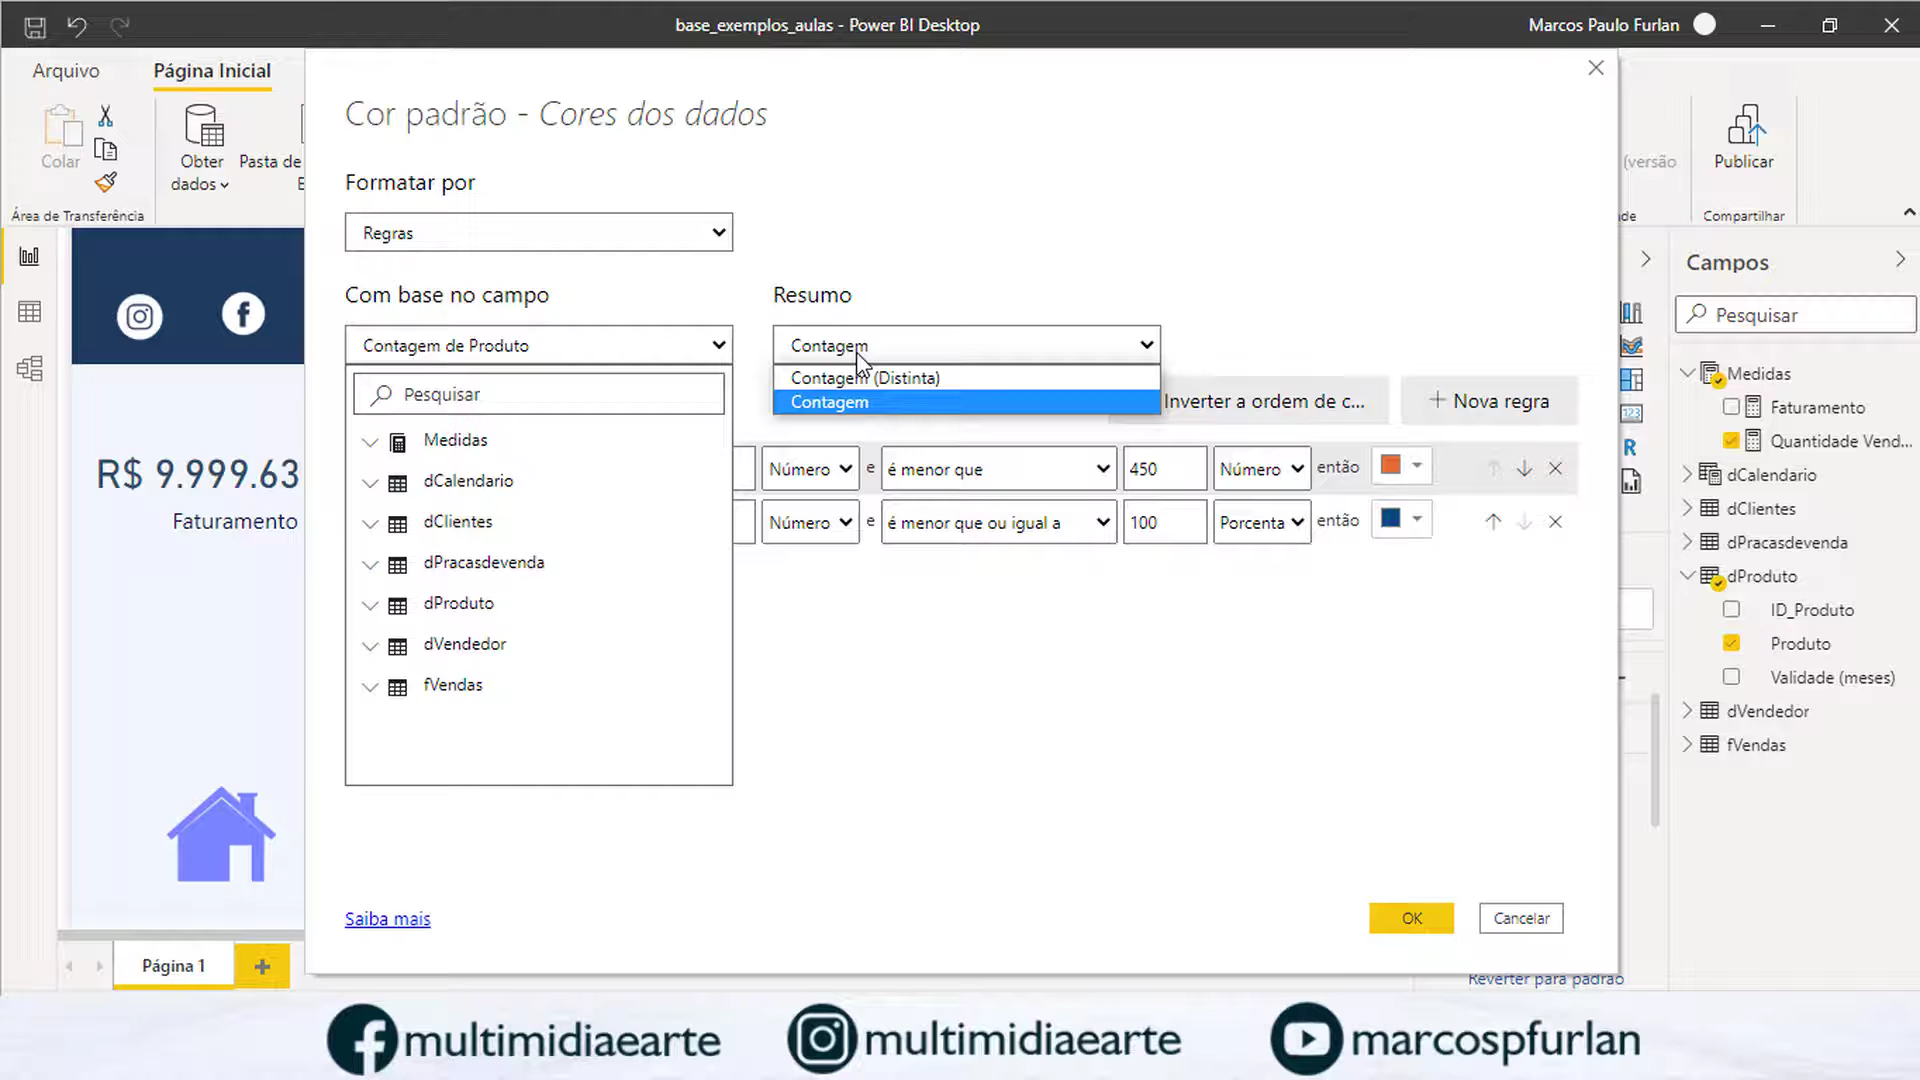 base_exemplos_aulas - Power BI Desktop
Marcos Paulo Furlan
Arquivo
Página Inicial
Colar
Obter
dados
Pasta de
E
Área de Transferência
(versão
Publicar
de
Compartilhar
Cor padrão - Cores dos dados
Formatar por
Regras
Com base no campo
Resumo
Contagem de Produto
Contagem
Contagem (Distinta)
Contagem
Pesquisar
Medidas
dCalendario
dClientes
dPracasdevenda
dProduto
dVendedor
fVendas
Inverter a ordem de c...
Nova regra
Número e é menor que 450 Número então
Número e é menor que ou igual a 100 Porcenta então
Saiba mais
OK
Cancelar
R$ 9.999.63
Faturamento
Campos
Pesquisar
Medidas
Faturamento
Quantidade Vend...
dCalendario
dClientes
dPracasdevenda
dProduto
ID_Produto
Produto
Validade (meses)
dVendedor
fVendas
R
123
Página 1
Reverter para padrão
multimidiaearte
multimidiaearte
marcospfurlan